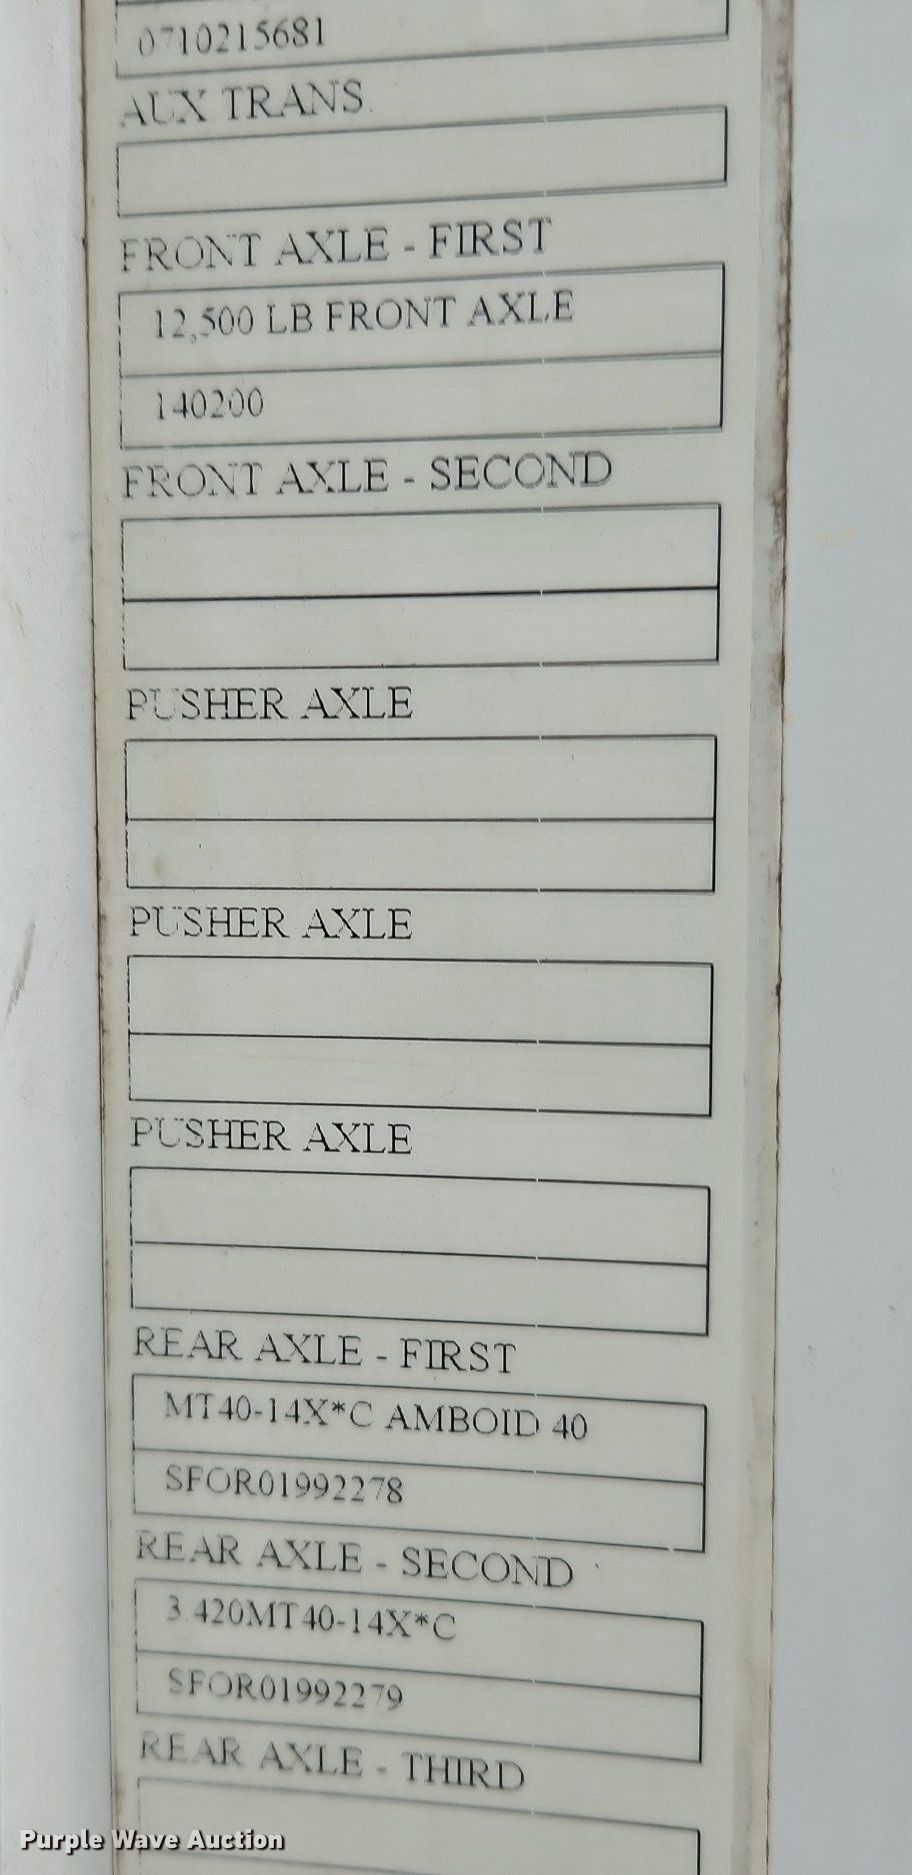 0710215681
AUX TRANS.
FRONT AXLE - FIRST
12,500 LB FRONT AXLE
140200
FRONT AXLE - SECOND
PUSHER AXLE
PUSHER AXLE
PUSHER AXLE
REAR AXLE - FIRST
MT40-14X*C AMBOID 40
SFOR01992278
REAR AXLE - SECOND
3.420MT40-14X*C
SFOR01992279
REAR AXLE - THIRD
Purple Wave Auction